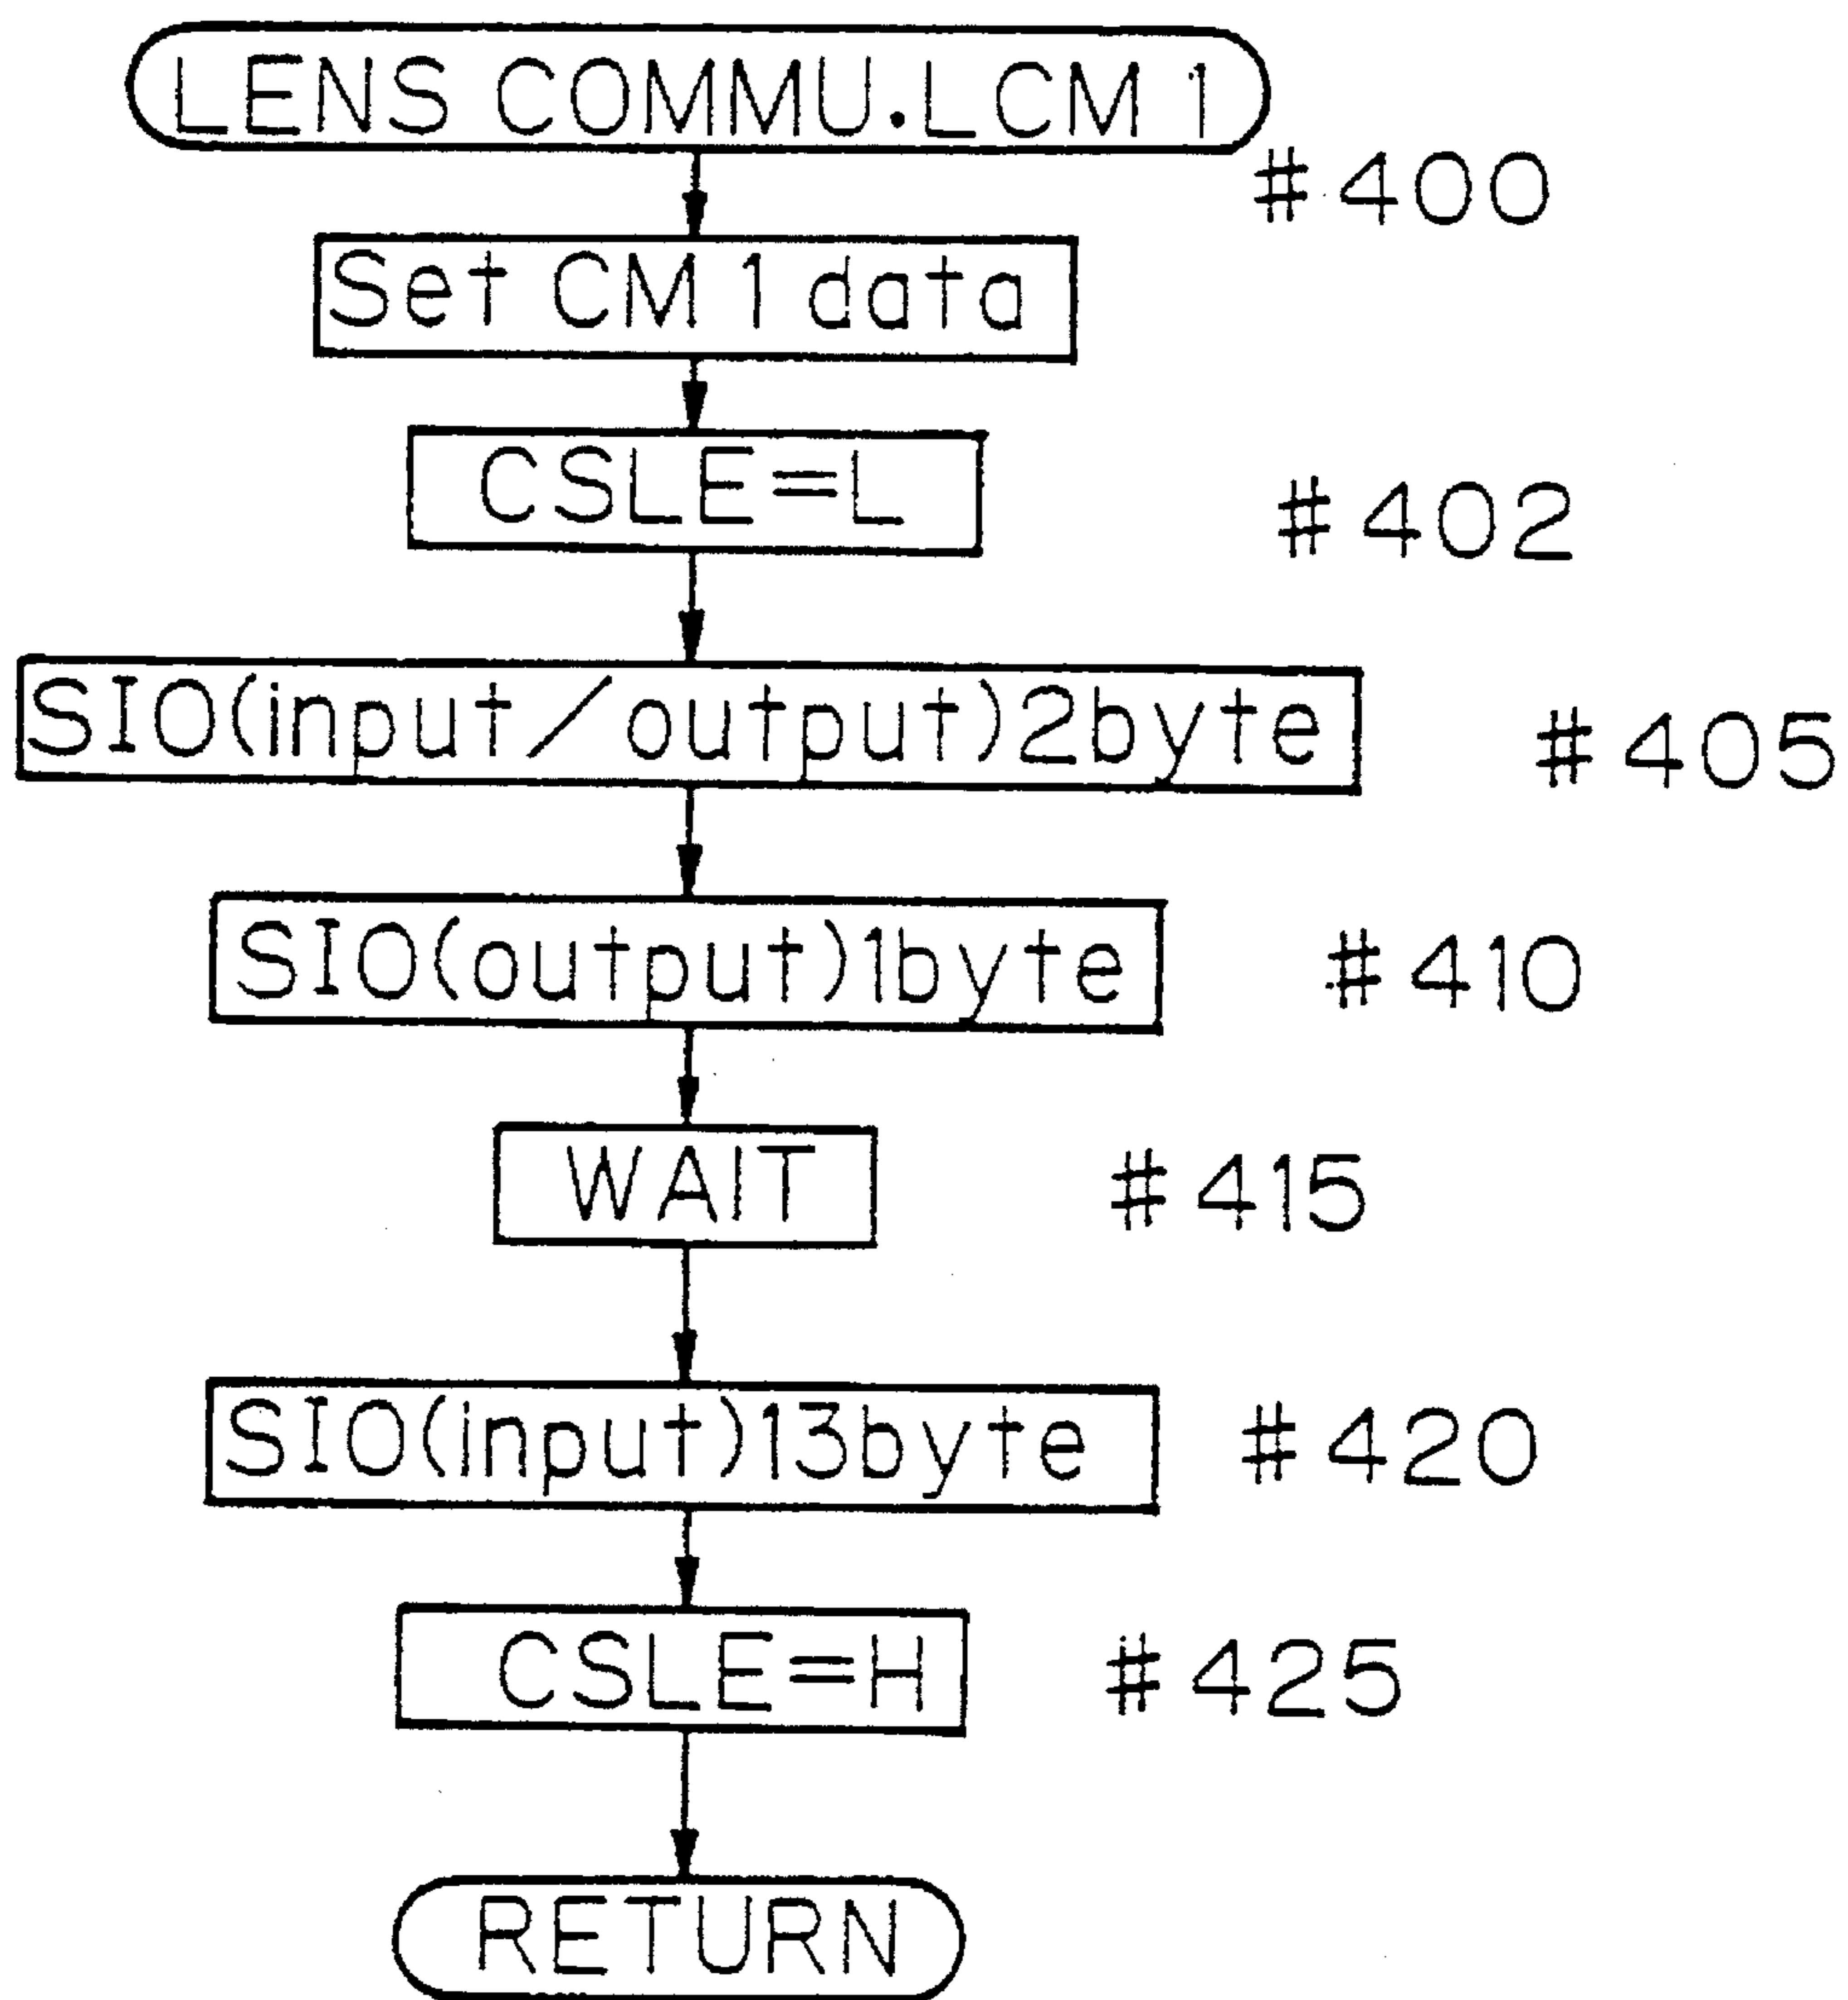 LENS COMMU.LCM 1
#400
Set CM 1 data
CSLE=L
#402
SIO(input/output)2byte
#405
SIO(output)1byte
#410
WAIT
#415
SIO(input)13byte
#420
CSLE=H
#425
RETURN